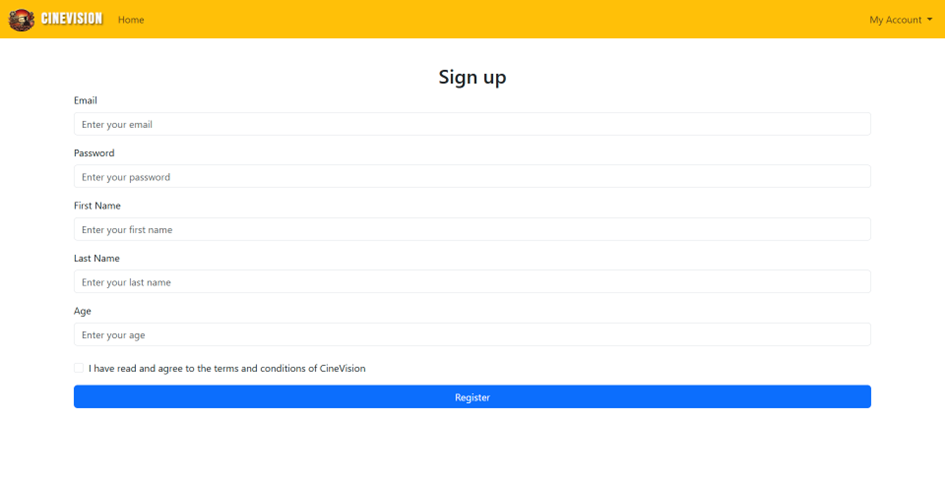 CINEVISION Home My Account
Sign up
Email
Enter your email
Password
Enter your password
First Name
Enter your first name
Last Name
Enter your last name
Age
Enter your age
I have read and agree to the terms and conditions of CineVision
Register